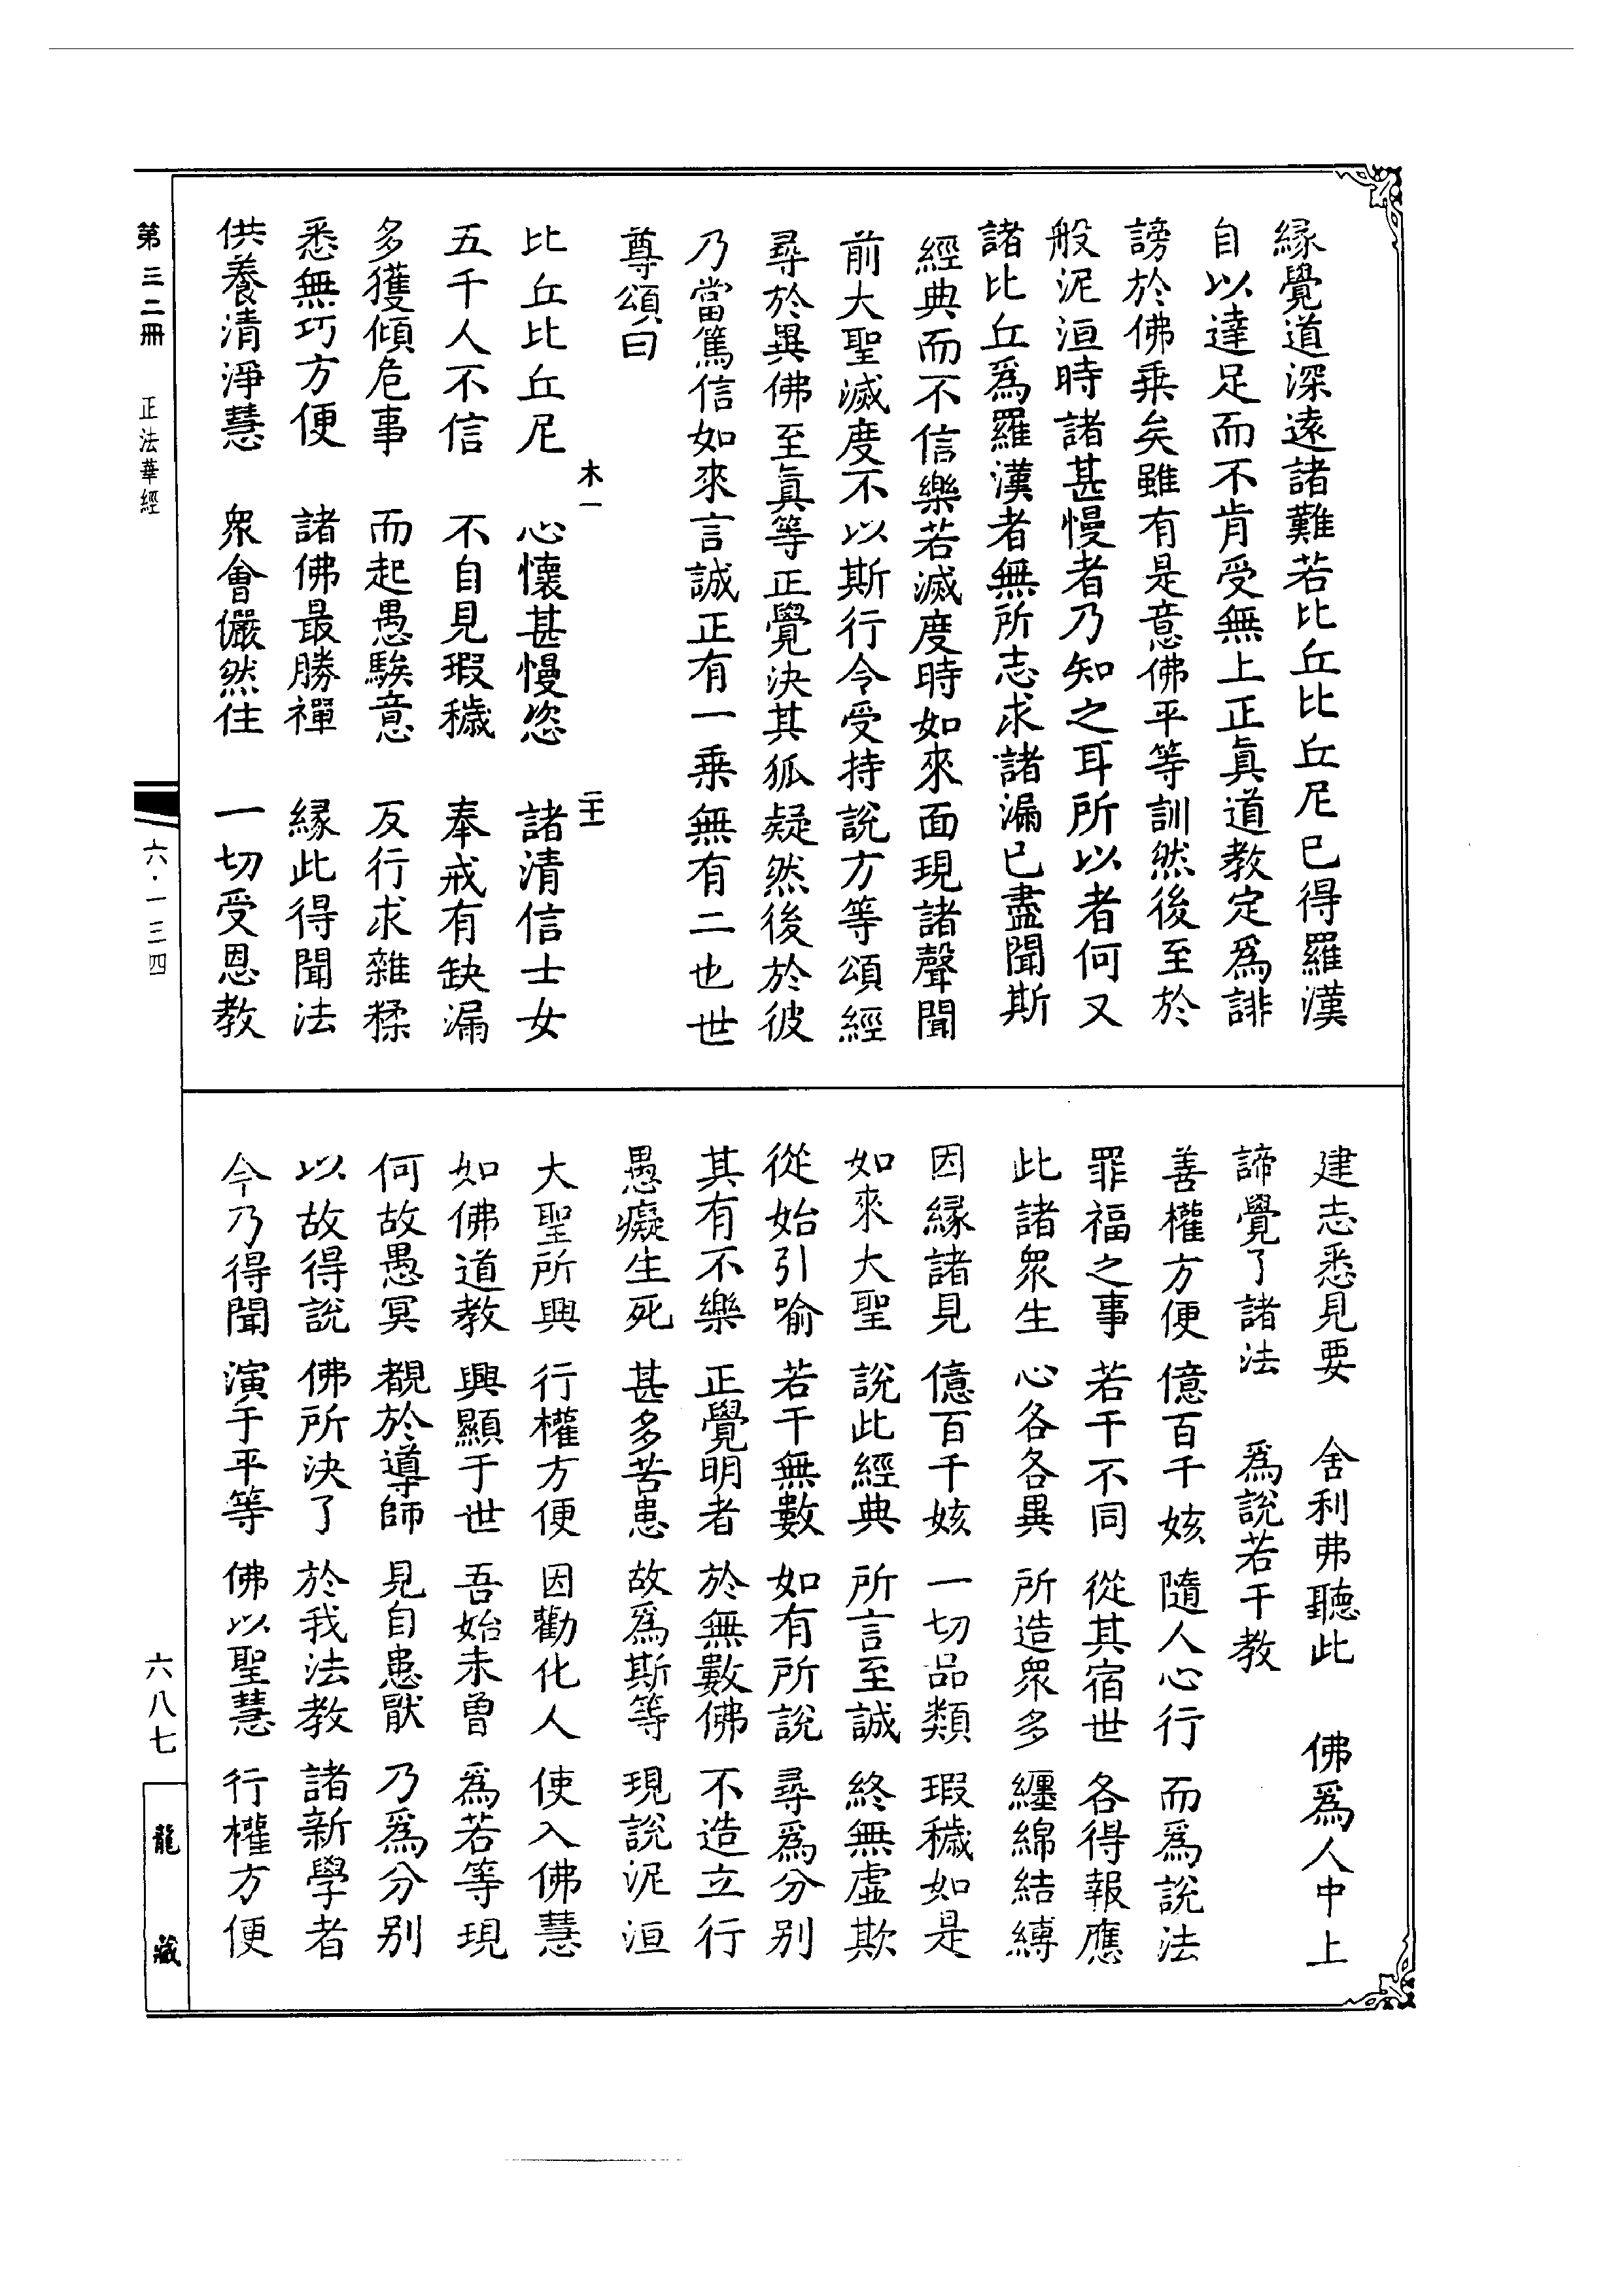 緣覺道深遠諸難若比丘比丘尼已得羅漢
自以達足而不肯受無上正眞道教定爲誹
謗於佛乗矣雖有是意佛平等訓然後至於
般泥洹時諸甚慢者乃知之耳所以者何又
諸比丘爲羅漢者無所志求諸漏已盡聞斯
經典而不信樂若滅度時如來面現諸聲聞
前大聖滅度不以斯行令受持說方等頌經
尋於異佛至眞等正覺決其狐疑然後於彼
乃當篤信如來言誠正有一乗無有二也世
尊頌曰
木一
二十一
比丘比丘尼 心懷甚慢恣 諸清信士女
五千人不信 不自見瑕穢 奉戒有缺漏
多獲傾危事 而起愚騃意 反行求雜糅
悉無巧方便 諸佛最勝禪 緣此得聞法
供養清淨慧 衆會儼然住 一切受恩教
建志悉見要 舍利弗聽此 佛爲人中上
諦覺了諸法 爲說若干教
善權方便 億百千姟 隨人心行 而爲說法
罪福之事 若干不同 從其宿世 各得報應
此諸衆生 心各各異 所造衆多 纏綿結縛
因緣諸見 億百千姟 一切品類 瑕穢如是
如來大聖 說此經典 所言至誠 終無虛欺
從始引喻 若干無數 如有所說 尋爲分别
其有不樂 正覺明者 於無數佛 不造立行
愚癡生死 甚多苦患 故爲斯等 現說泥洹
大聖所興 行權方便 因勸化人 使入佛慧
如佛道教 興顯于世 吾始未曾 爲若等現
何故愚冥 覩於導師 見自患厭 乃爲分别
以故得說 佛所決了 於我法教 諸新學者
今乃得聞 演于平等 佛以聖慧 行權方便
第三二冊 正法華經
六·一三四
六八七
龍藏